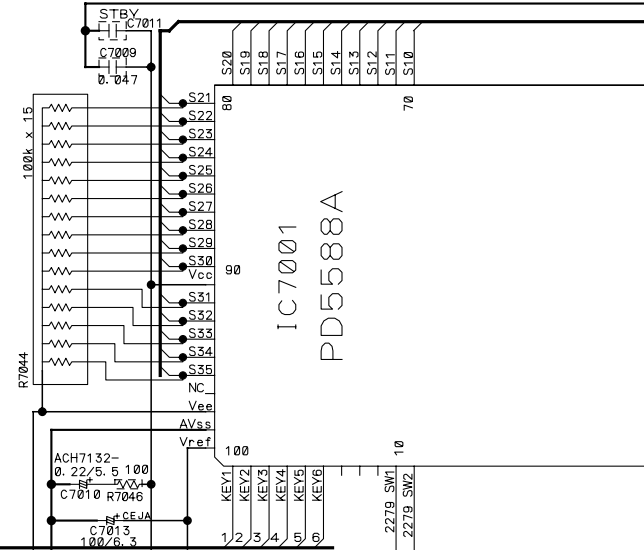 STBY
C7011
C7009
0.047
S20
S19
S18
S17
S16
S15
S14
S13
S12
S11
S10
80
70
100k x 15
S21
S22
S23
S24
S25
S26
S27
S28
S29
S30
Vcc
90
S31
S32
S33
S34
S35
NC
Vee
AVss
Vref
100
10
IC7001
PD5588A
R7044
ACH7132-
0.22/5.5
100
C7010
R7046
+CEJA
C7013
100/6.3
KEY1
KEY2
KEY3
KEY4
KEY5
KEY6
2279 SW1
2279 SW2
1
2
3
4
5
6